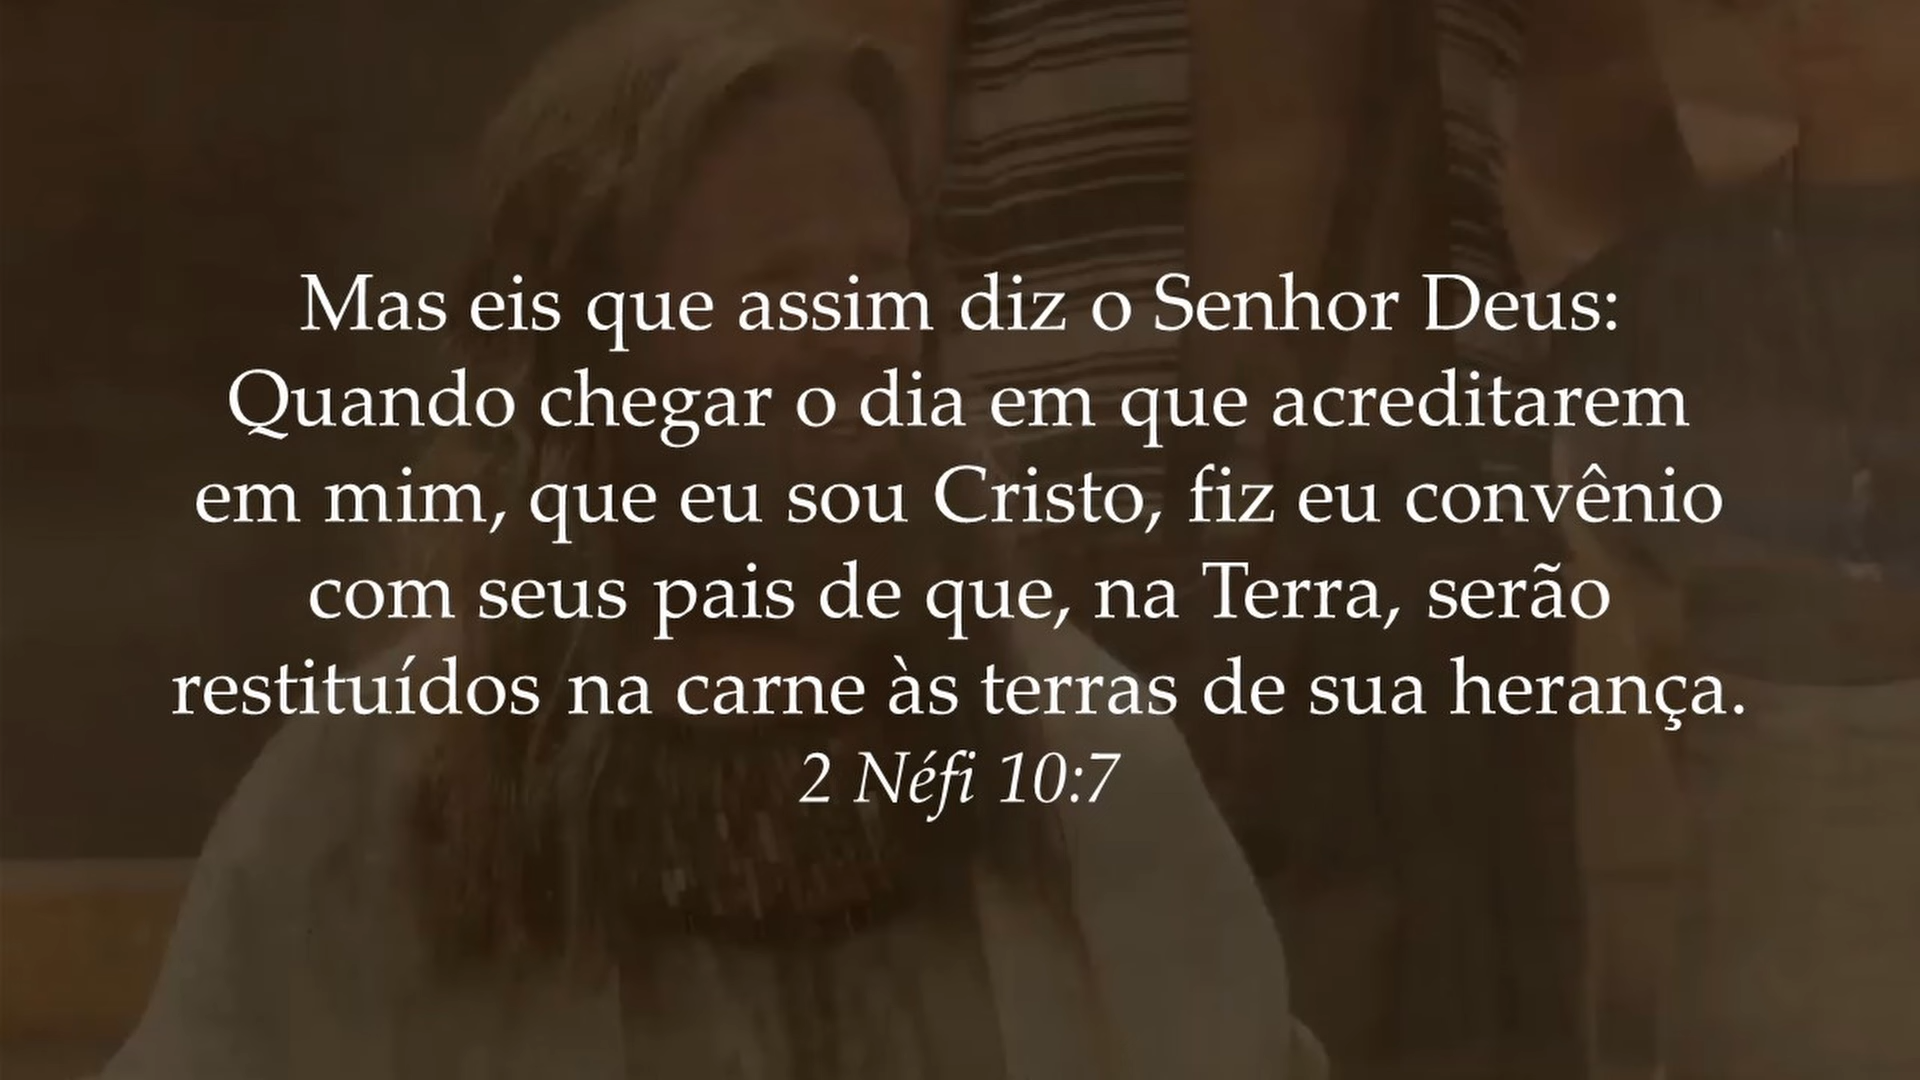 Mas eis que assim diz o Senhor Deus:
Quando chegar o dia em que acreditarem
em mim, que eu sou Cristo, fiz eu convênio
com seus pais de que, na Terra, serão
restituídos na carne às terras de sua herança.
2 Néfi 10:7